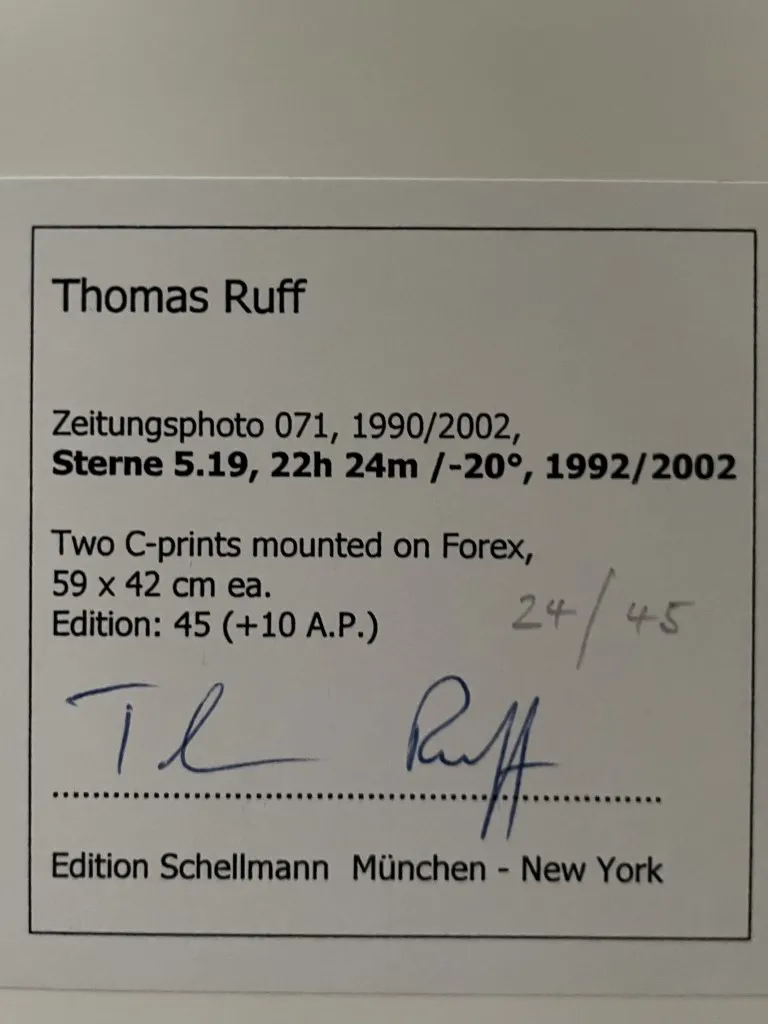 Thomas Ruff
Zeitungsphoto 071, 1990/2002,
Sterne 5.19, 22h 24m /-20°, 1992/2002
Two C-prints mounted on Forex,
59 x 42 cm ea.
Edition: 45 (+10 A.P.)
24/45
Th Ruff
Edition Schellmann München - New York